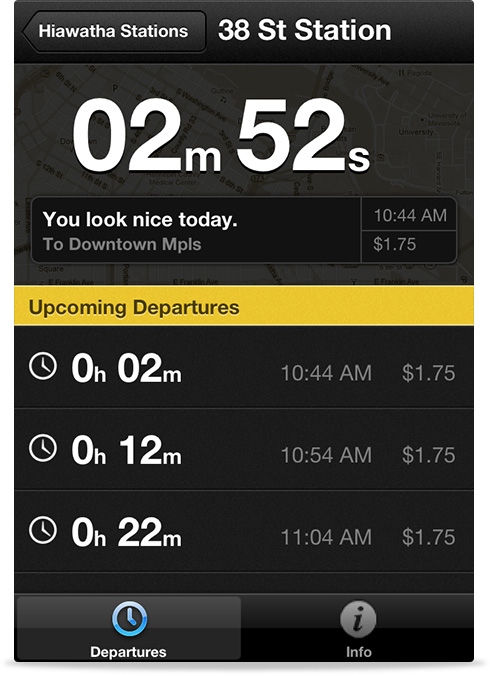 Hiawatha Stations
38 St Station
02m 52s
You look nice today.
To Downtown Mpls
10:44 AM
$1.75
Upcoming Departures
0h 02m 10:44 AM $1.75
0h 12m 10:54 AM $1.75
0h 22m 11:04 AM $1.75
Departures
Info